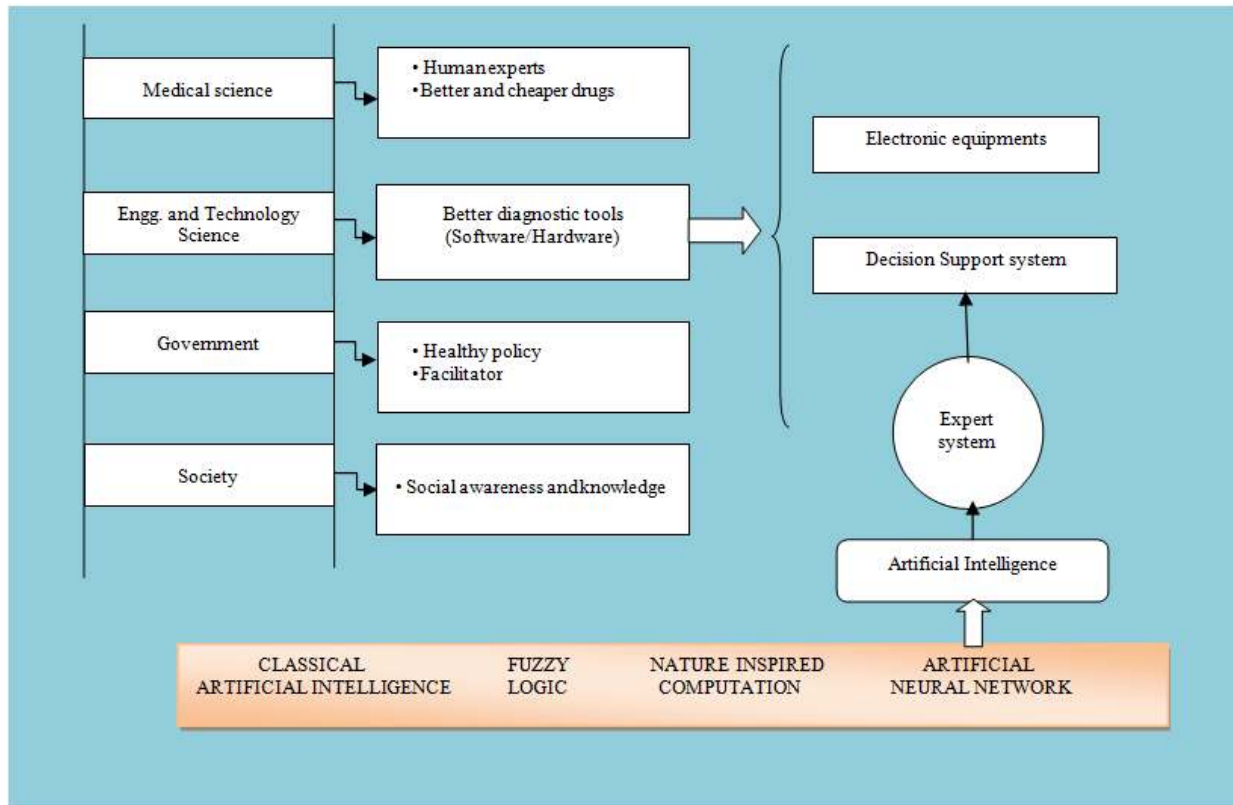 Medical science
• Human experts
• Better and cheaper drugs
Electronic equipments
Engg. and Technology
Science
Better diagnostic tools
(Software/Hardware)
Decision Support system
Government
• Healthy policy
• Facilitator
Expert
system
Society
• Social awareness and knowledge
Artificial Intelligence
CLASSICAL
ARTIFICIAL INTELLIGENCE
FUZZY
LOGIC
NATURE INSPIRED
COMPUTATION
ARTIFICIAL
NEURAL NETWORK